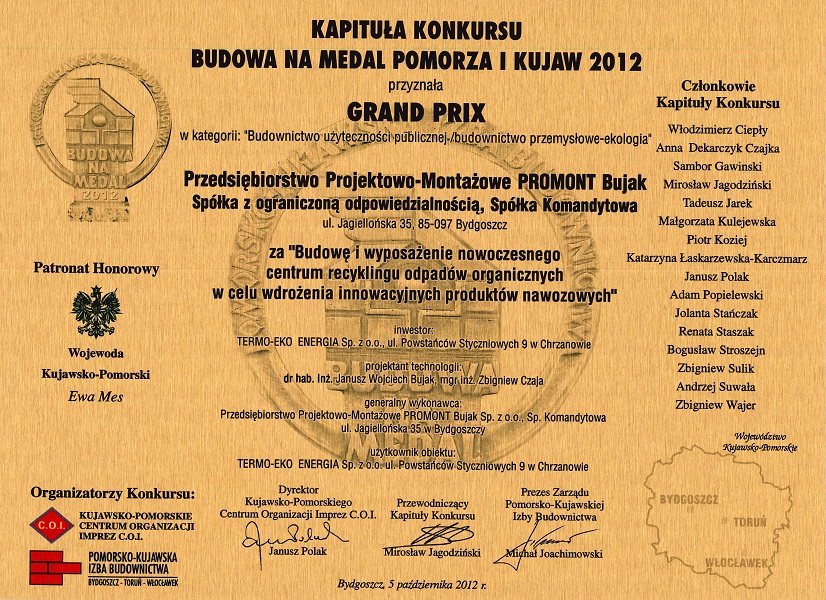 KAPITUŁA KONKURSU
BUDOWA NA MEDAL POMORZA I KUJAW 2012
przyznała
GRAND PRIX
w kategorii: "Budownictwo użyteczności publicznej /budownictwo przemysłowe-ekologia"
Przedsiębiorstwo Projektowo-Montażowe PROMONT Bujak
Spółka z ograniczoną odpowiedzialnością, Spółka Komandytowa
ul. Jagiellońska 35, 85-097 Bydgoszcz
za "Budowę i wyposażenie nowoczesnego
centrum recyklingu odpadów organicznych
w celu wdrożenia innowacyjnych produktów nawozowych"
inwestor:
TERMO-EKO ENERGIA Sp. z o.o., ul. Powstańców Styczniowych 9 w Chrzanowie
projektant technologii:
dr hab. Inż. Janusz Wojciech Bujak, mgr inż. Zbigniew Czaja
generalny wykonawca:
Przedsiębiorstwo Projektowo-Montażowe PROMONT Bujak Sp. z o.o., Sp. Komandytowa
ul. Jagiellońska 35 w Bydgoszczy
użytkownik obiektu:
TERMO-EKO ENERGIA Sp. z o.o. ul. Powstańców Styczniowych 9 w Chrzanowie
BUDOWA
NA
MEDAL
2012
Patronat Honorowy
Wojewoda
Kujawsko-Pomorski
Ewa Mes
Członkowie
Kapituły Konkursu
Włodzimierz Ciepły
Anna Dekarczyk Czajka
Sambor Gawinski
Mirosław Jagodziński
Tadeusz Jarek
Małgorzata Kulejewska
Piotr Koziej
Katarzyna Łaskarzewska-Karczmarz
Janusz Polak
Adam Popielewski
Jolanta Stańczak
Renata Staszak
Bogusław Stroszejn
Zbigniew Sulik
Andrzej Suwała
Zbigniew Wajer
Województwo
Kujawsko-Pomorskie
BYDGOSZCZ
TORUŃ
WŁOCŁAWEK
BUDOWA
NA
MEDAL
Organizatorzy Konkursu:
C.O.I.
KUJAWSKO-POMORSKIE
CENTRUM ORGANIZACJI
IMPREZ C.O.I.
POMORSKO-KUJAWSKA
IZBA BUDOWNICTWA
BYDGOSZCZ - TORUŃ - WŁOCŁAWEK
Dyrektor
Kujawsko-Pomorskiego
Centrum Organizacji Imprez C.O.I.
Janusz Polak
Przewodniczący
Kapituły Konkursu
Mirosław Jagodziński
Prezes Zarządu
Pomorsko-Kujawskiej
Izby Budownictwa
Michał Joachimowski
Bydgoszcz, 5 października 2012 r.